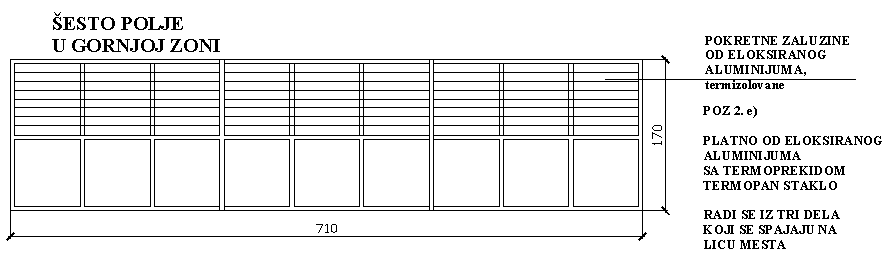 ŠESTO POLJE
U GORNJOJ ZONI
POKRETNE ZALUZINE
OD ELOKSIRANOG
ALUMINIJUMA,
termizolovane
POZ 2. e)
PLATNO OD ELOKSIRANOG
ALUMINIJUMA
SA TERMOPREKIDOM
TERMOPAN STAKLO
RADI SE IZ TRI DELA
KOJI SE SPAJAJU NA
LICU MESTA
170
710